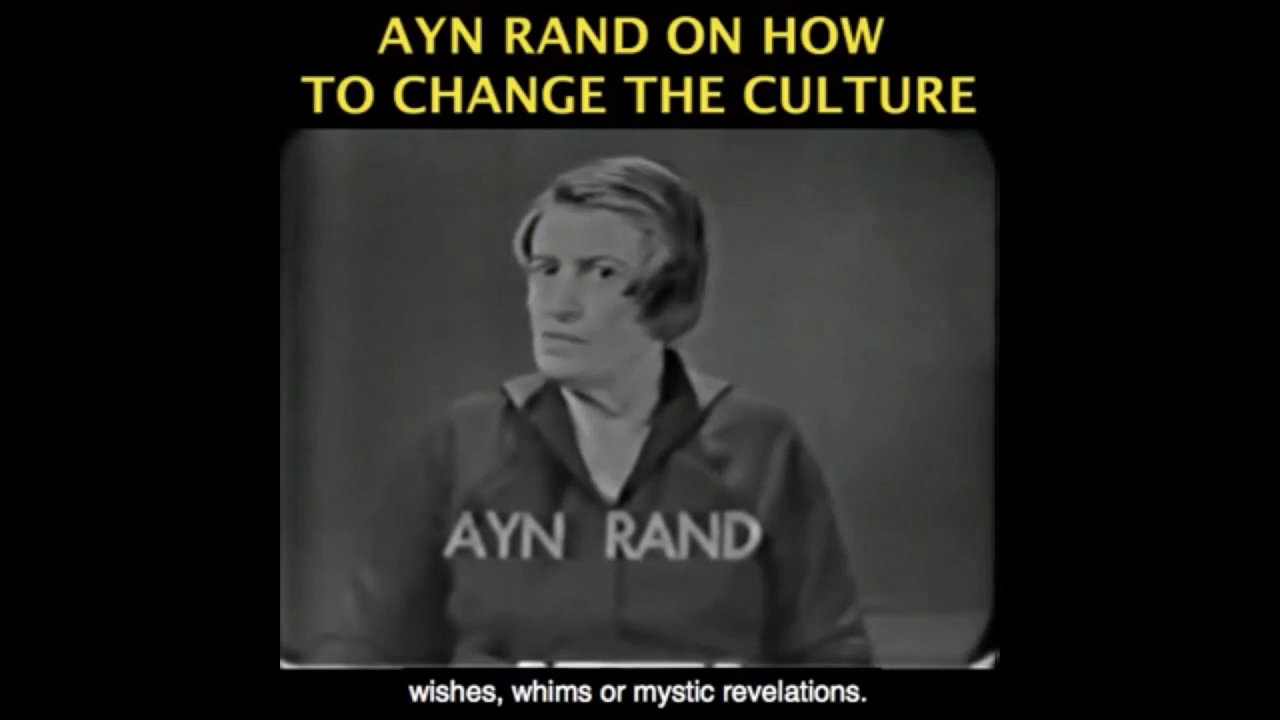 AYN RAND ON HOW
TO CHANGE THE CULTURE
AYN RAND
wishes, whims or mystic revelations.